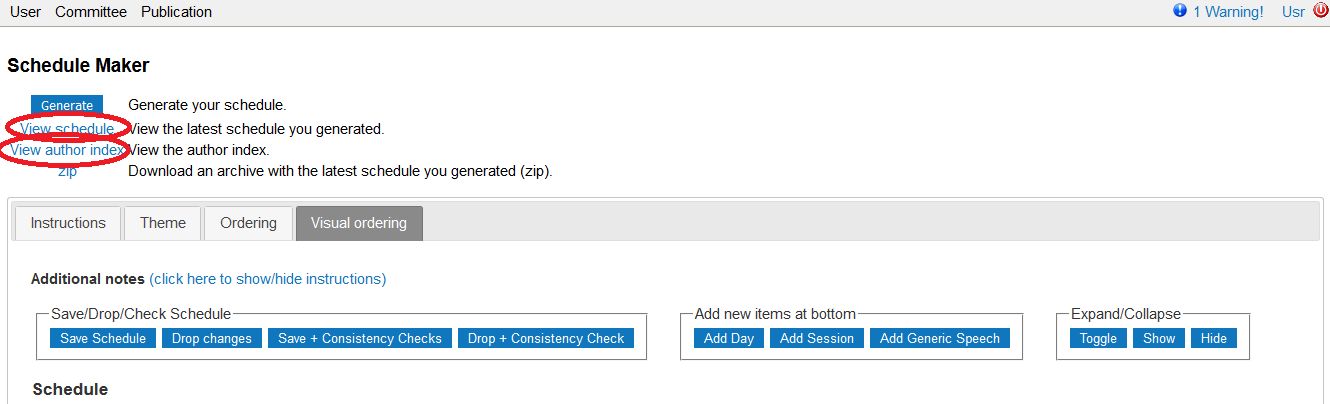 User Committee Publication 1 Warning! Usr
Schedule Maker
Generate Generate your schedule.
View schedule View the latest schedule you generated.
View author index View the author index.
zip Download an archive with the latest schedule you generated (zip).
Instructions Theme Ordering Visual ordering
Additional notes (click here to show/hide instructions)
Save/Drop/Check Schedule Add new items at bottom Expand/Collapse
Save Schedule Drop changes Save + Consistency Checks Drop + Consistency Check Add Day Add Session Add Generic Speech Toggle Show Hide
Schedule